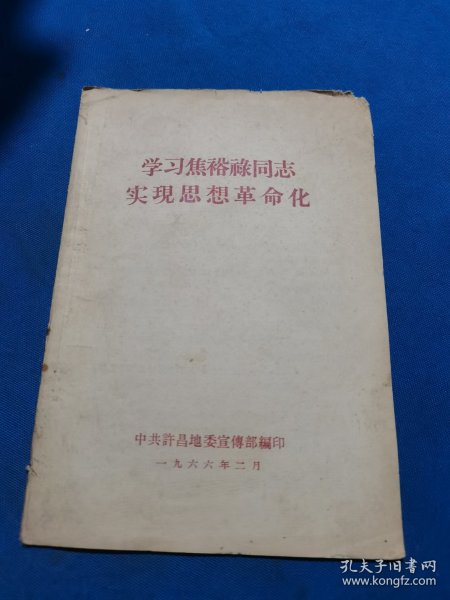 学习焦裕祿同志
实現思想革命化
中共許昌地委宣傳部編印
一九六六年二月
孔夫子旧书网
www.kongfz.com